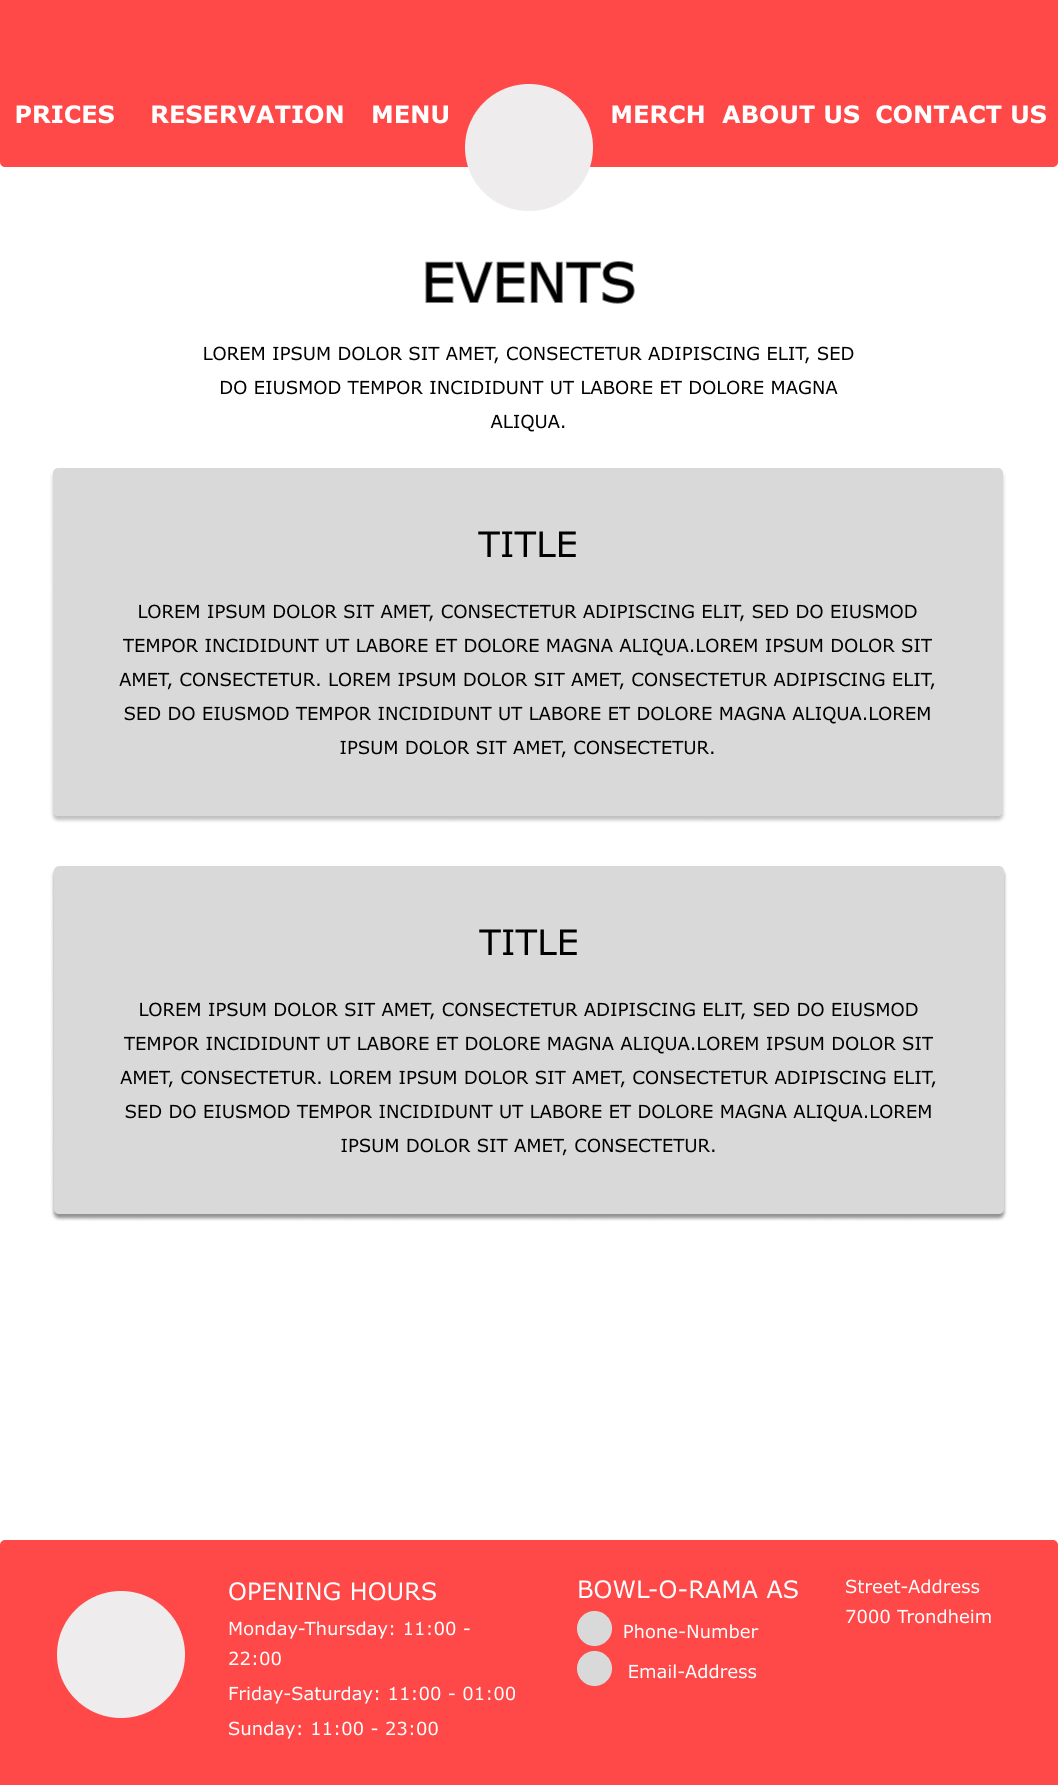 PRICES RESERVATION MENU MERCH ABOUT US CONTACT US
EVENTS
LOREM IPSUM DOLOR SIT AMET, CONSECTETUR ADIPISCING ELIT, SED
DO EIUSMOD TEMPOR INCIDIDUNT UT LABORE ET DOLORE MAGNA
ALIQUA.
TITLE
LOREM IPSUM DOLOR SIT AMET, CONSECTETUR ADIPISCING ELIT, SED DO EIUSMOD
TEMPOR INCIDIDUNT UT LABORE ET DOLORE MAGNA ALIQUA.LOREM IPSUM DOLOR SIT
AMET, CONSECTETUR. LOREM IPSUM DOLOR SIT AMET, CONSECTETUR ADIPISCING ELIT,
SED DO EIUSMOD TEMPOR INCIDIDUNT UT LABORE ET DOLORE MAGNA ALIQUA.LOREM
IPSUM DOLOR SIT AMET, CONSECTETUR.
TITLE
LOREM IPSUM DOLOR SIT AMET, CONSECTETUR ADIPISCING ELIT, SED DO EIUSMOD
TEMPOR INCIDIDUNT UT LABORE ET DOLORE MAGNA ALIQUA.LOREM IPSUM DOLOR SIT
AMET, CONSECTETUR. LOREM IPSUM DOLOR SIT AMET, CONSECTETUR ADIPISCING ELIT,
SED DO EIUSMOD TEMPOR INCIDIDUNT UT LABORE ET DOLORE MAGNA ALIQUA.LOREM
IPSUM DOLOR SIT AMET, CONSECTETUR.
OPENING HOURS
Monday-Thursday: 11:00 -
22:00
Friday-Saturday: 11:00 - 01:00
Sunday: 11:00 - 23:00
BOWL-O-RAMA AS
Phone-Number
Email-Address
Street-Address
7000 Trondheim